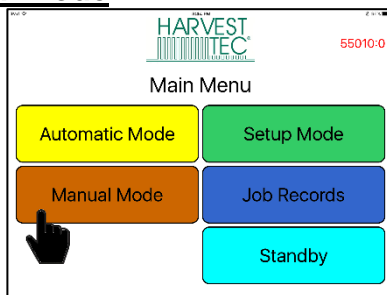 HARVEST
TEC
55010:0
Main Menu
Automatic Mode
Setup Mode
Manual Mode
Job Records
Standby